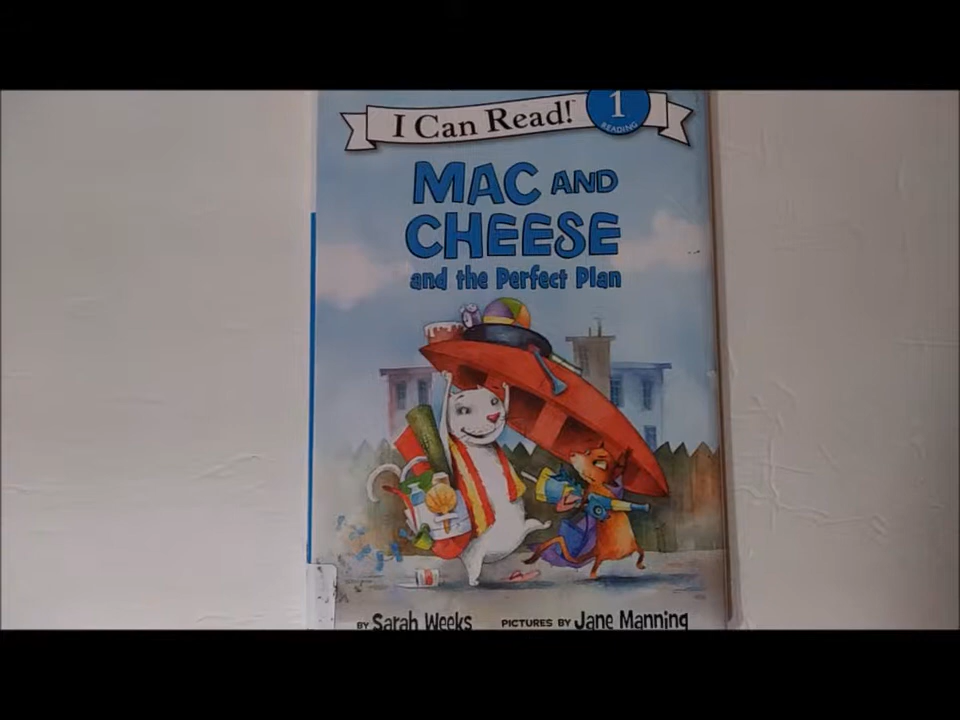 I Can Read!
1
READING
MAC AND
CHEESE
and the Perfect Plan
BY Sarah Weeks PICTURES BY Jane Manning